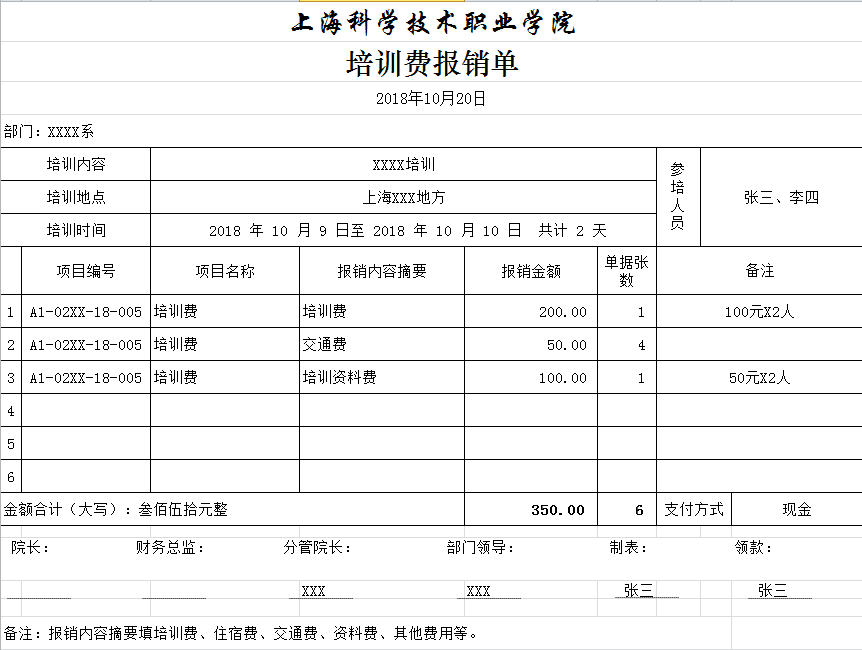 上海科学技术职业学院
培训费报销单
2018年10月20日
部门：XXXX系
培训内容 XXXX培训 参培人员 张三、李四
培训地点 上海XXX地方
培训时间 2018 年 10 月 9 日至 2018 年 10 月 10 日 共计 2 天
项目编号 项目名称 报销内容摘要 报销金额 单据张数 备注
1 A1-02XX-18-005 培训费 培训费 200.00 1 100元X2人
2 A1-02XX-18-005 培训费 交通费 50.00 4
3 A1-02XX-18-005 培训费 培训资料费 100.00 1 50元X2人
4
5
6
金额合计（大写）：叁佰伍拾元整 350.00 6 支付方式 现金
院长： 财务总监： 分管院长： 部门领导： 制表： 领款：
XXX XXX 张三 张三
备注：报销内容摘要填培训费、住宿费、交通费、资料费、其他费用等。